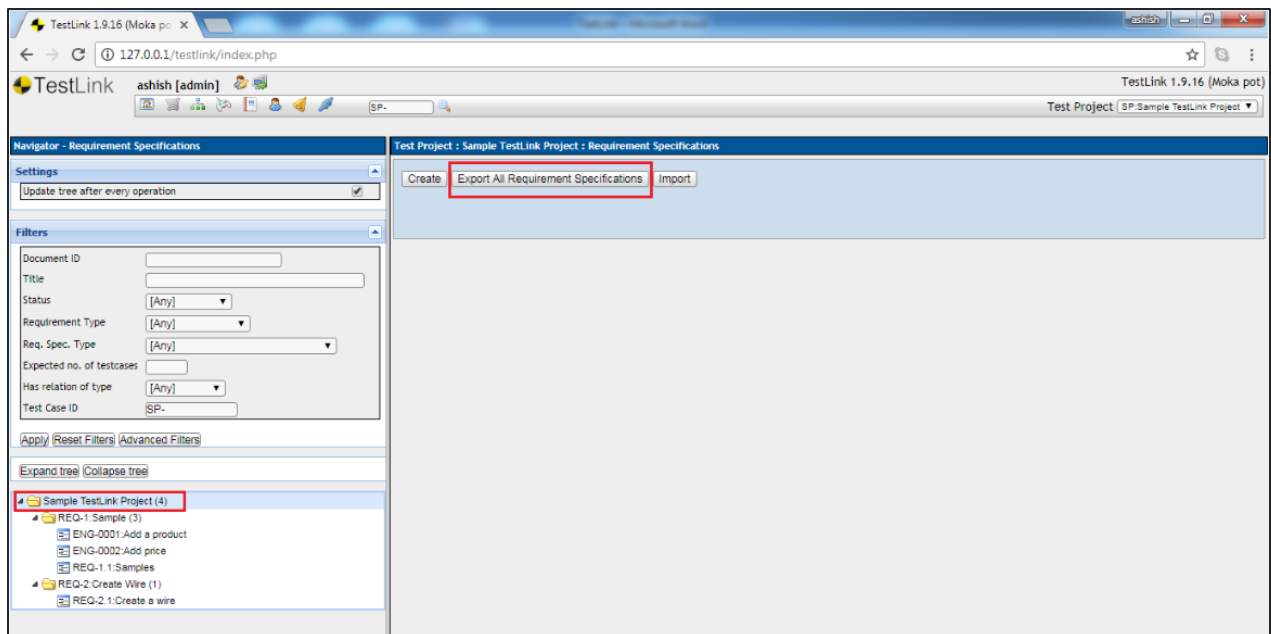 TestLink 1.9.16 (Moka po
ashish
127.0.0.1/testlink/index.php
TestLink
ashish [admin]
TestLink 1.9.16 (Moka pot)
SP-
Test Project
SP:Sample TestLink Project
Navigator - Requirement Specifications
Test Project : Sample TestLink Project : Requirement Specifications
Settings
Update tree after every operation
Create
Export All Requirement Specifications
Import
Filters
Document ID
Title
Status [Any]
Requirement Type [Any]
Req. Spec. Type [Any]
Expected no. of testcases
Has relation of type [Any]
Test Case ID SP-
Apply Reset Filters Advanced Filters
Expand tree Collapse tree
Sample TestLink Project (4)
REQ-1:Sample (3)
ENG-0001:Add a product
ENG-0002:Add price
REQ-1.1:Samples
REQ-2:Create Wire (1)
REQ-2.1:Create a wire